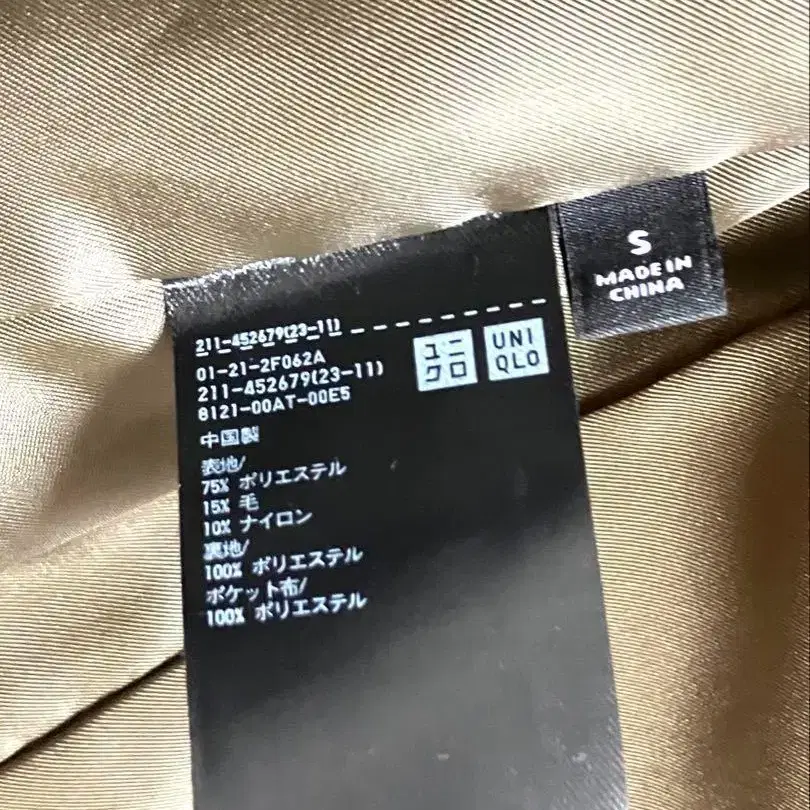 S
MADE IN
CHINA
211-452679(23-11)
01-21-2F062A
211-452679(23-11)
8121-00AT-00E5
ユニ
クロ
UNI
QLO
中国製
表地/
75% ポリエステル
15% 毛
10% ナイロン
裏地/
100% ポリエステル
ポケット布/
100% ポリエステル